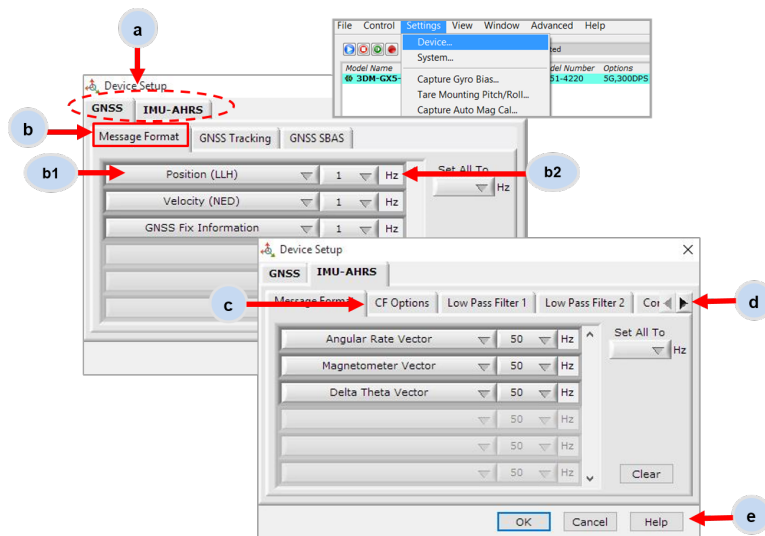 a
File Control Settings View Window Advanced Help
Device...
System...
Capture Gyro Bias...
Tare Mounting Pitch/Roll...
Capture Auto Mag Cal...
Model Name
Options
3DM-GX5-
51-4220 5G,300DPS
Device Setup
GNSS IMU-AHRS
b
Message Format GNSS Tracking GNSS SBAS
b1
Position (LLH) 1 Hz
b2
Set All To
Hz
Velocity (NED) 1 Hz
GNSS Fix Information 1 Hz
Device Setup
GNSS IMU-AHRS
c
Message Format CF Options Low Pass Filter 1 Low Pass Filter 2
d
Angular Rate Vector 50 Hz
Set All To
Hz
Magnetometer Vector 50 Hz
Delta Theta Vector 50 Hz
50 Hz
50 Hz
50 Hz
Clear
OK Cancel Help
e